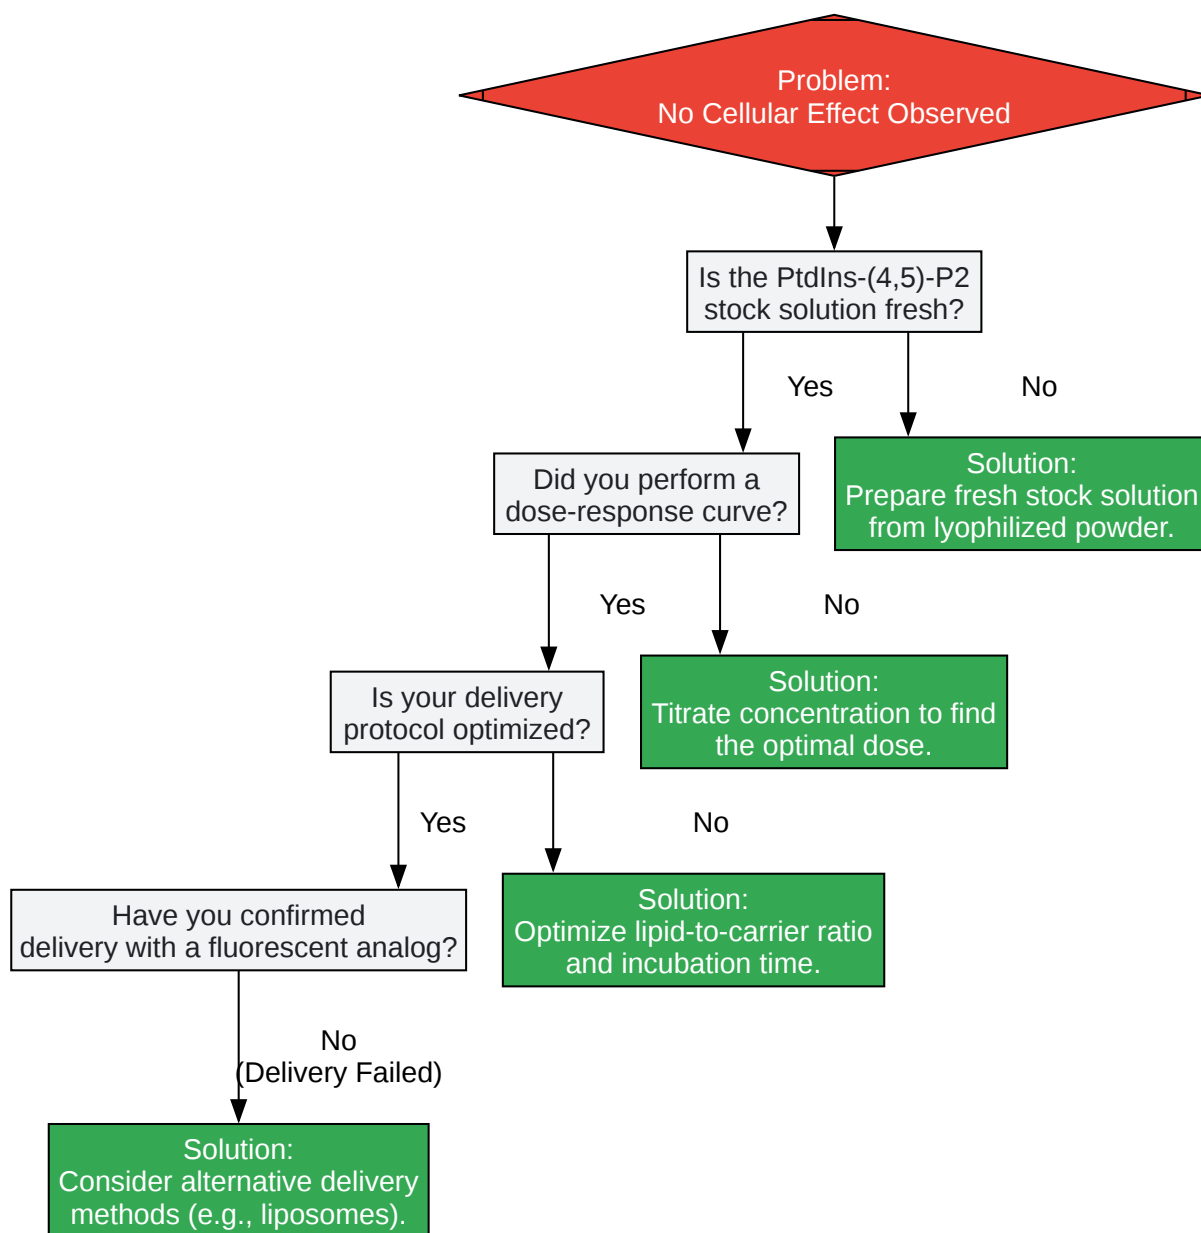 Problem:
No Cellular Effect Observed
Is the PtdIns-(4,5)-P2
stock solution fresh?
Yes
No
Solution:
Prepare fresh stock solution
from lyophilized powder.
Did you perform a
dose-response curve?
Yes
No
Solution:
Titrate concentration to find
the optimal dose.
Is your delivery
protocol optimized?
Yes
No
Solution:
Optimize lipid-to-carrier ratio
and incubation time.
Have you confirmed
delivery with a fluorescent analog?
No
(Delivery Failed)
Solution:
Consider alternative delivery
methods (e.g., liposomes).